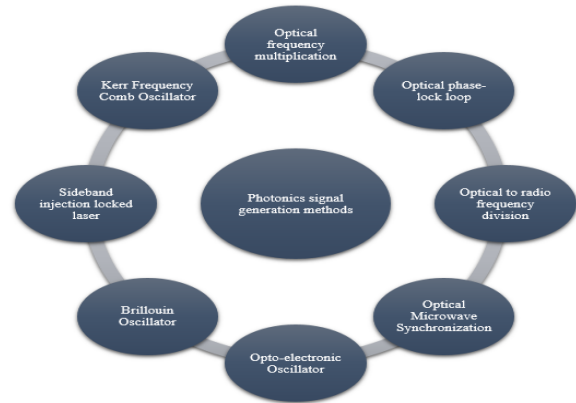 Optical
frequency
multiplication
Optical phase-
lock loop
Optical to radio
frequency
division
Optical
Microwave
Synchronization
Opto-electronic
Oscillator
Brillouin
Oscillator
Sideband
injection locked
laser
Kerr Frequency
Comb Oscillator
Photonics signal
generation methods